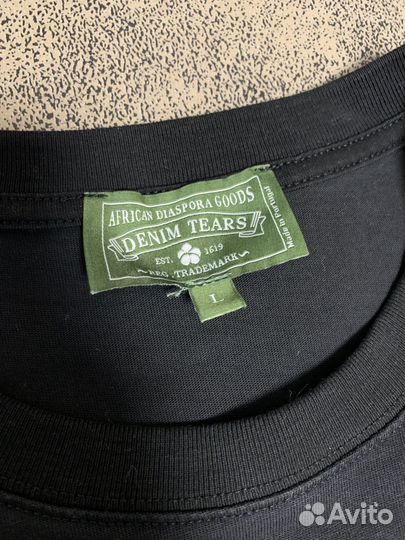 AFRICAN DIASPORA GOODS
DENIM TEARS
EST. 1619
~REG. TRADEMARK~
Made in Portugal
L
Avito